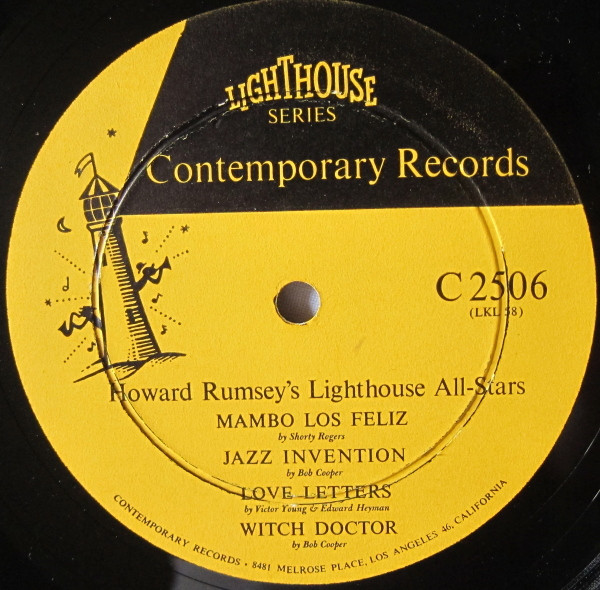 LIGHTHOUSE
SERIES
Contemporary Records
C 2506
(LKL 58)
Howard Rumsey's Lighthouse All-Stars
MAMBO LOS FELIZ
by Shorty Rogers
JAZZ INVENTION
by Bob Cooper
LOVE LETTERS
by Victor Young & Edward Heyman
WITCH DOCTOR
by Bob Cooper
CONTEMPORARY RECORDS • 8481 MELROSE PLACE, LOS ANGELES 46, CALIFORNIA